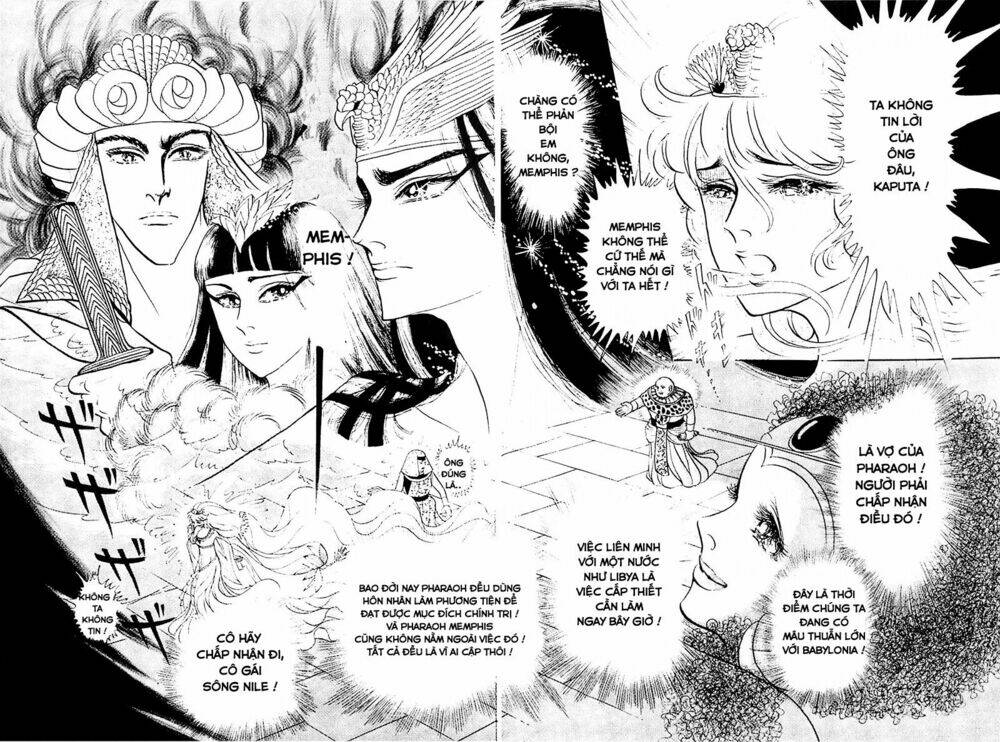 TA KHÔNG
TIN LỜI
CỦA
ÔNG
ĐÂU,
KAPUTA !
CHÀNG CÓ
THỂ PHẢN
BỘI
EM
KHÔNG,
MEMPHIS ?
MEMPHIS
KHÔNG THỂ
CỨ THẾ MÀ
CHẲNG NÓI GÌ
VỚI TA HẾT !
LÀ VỢ CỦA
PHARAOH !
NGƯỜI PHẢI
CHẤP NHẬN
ĐIỀU ĐÓ !
ĐÂY LÀ THỜI
ĐIỂM CHÚNG TA
ĐANG CÓ
MÂU THUẪN LỚN
VỚI BABYLONIA !
VIỆC LIÊN MINH
VỚI MỘT NƯỚC
NHƯ LIBYA LÀ
VIỆC CẤP THIẾT
CẦN LÀM
NGAY BÂY GIỜ !
MEM-
PHIS !
ÔNG
ĐÚNG
LÀ...
BAO ĐỜI NAY PHARAOH ĐỀU DÙNG
HÔN NHÂN LÀM PHƯƠNG TIỆN ĐỂ
ĐẠT ĐƯỢC MỤC ĐÍCH CHÍNH TRỊ !
VÀ PHARAOH MEMPHIS
CŨNG KHÔNG NẰM NGOÀI VIỆC ĐÓ !
TẤT CẢ ĐỀU LÀ VÌ AI CẬP THÔI !
CÔ HÃY
CHẤP NHẬN ĐI,
CÔ GÁI
SÔNG NILE !
KHÔNG !
TA
KHÔNG
TIN !